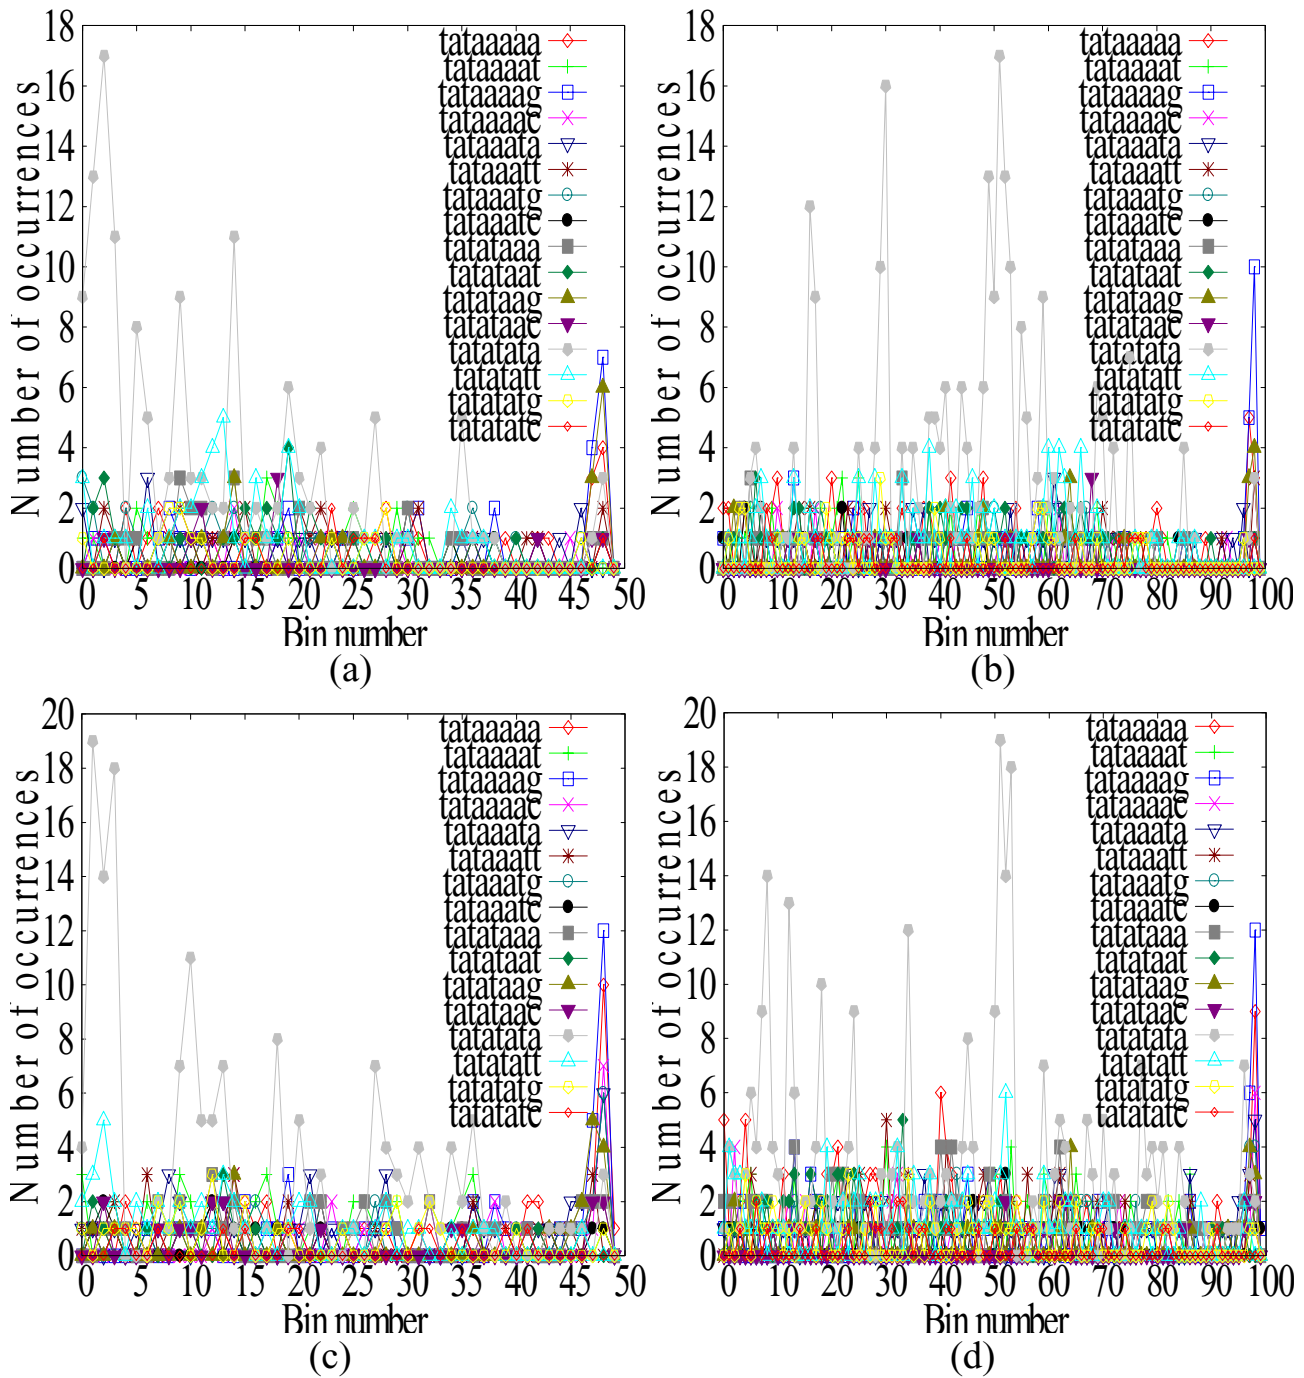 Number of occurrences
18
16
14
12
10
8
6
4
2
0
tataaaaa
tataaaat
tataaaag
tataaaac
tataaata
tataaatt
tataaatg
tataaatc
tatataaa
tatataat
tatataag
tatataac
tatatata
tatatatt
tatatatg
tatatatc
0 5 10 15 20 25 30 35 40 45 50
Bin number
(a)
Number of occurrences
18
16
14
12
10
8
6
4
2
0
tataaaaa
tataaaat
tataaaag
tataaaac
tataaata
tataaatt
tataaatg
tataaatc
tatataaa
tatataat
tatataag
tatataac
tatatata
tatatatt
tatatatg
tatatatc
0 10 20 30 40 50 60 70 80 90 100
Bin number
(b)
Number of occurrences
20
18
16
14
12
10
8
6
4
2
0
tataaaaa
tataaaat
tataaaag
tataaaac
tataaata
tataaatt
tataaatg
tataaatc
tatataaa
tatataat
tatataag
tatataac
tatatata
tatatatt
tatatatg
tatatatc
0 5 10 15 20 25 30 35 40 45 50
Bin number
(c)
Number of occurrences
20
18
16
14
12
10
8
6
4
2
0
tataaaaa
tataaaat
tataaaag
tataaaac
tataaata
tataaatt
tataaatg
tataaatc
tatataaa
tatataat
tatataag
tatataac
tatatata
tatatatt
tatatatg
tatatatc
0 10 20 30 40 50 60 70 80 90 100
Bin number
(d)